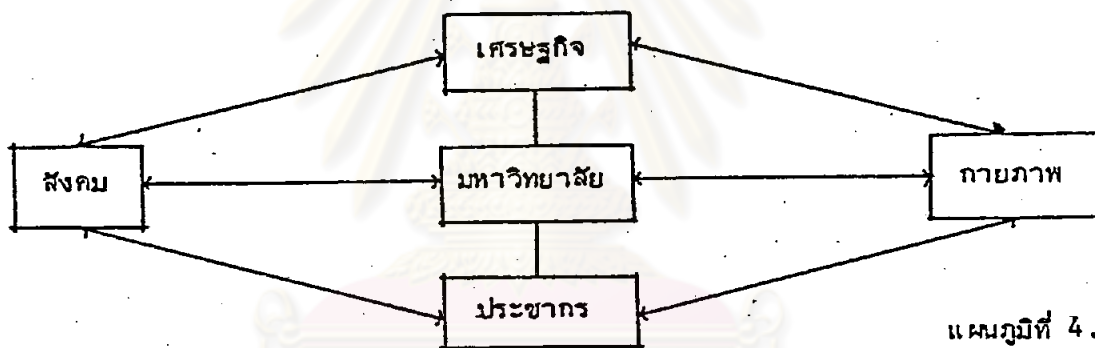 เศรษฐกิจ
สังคม
มหาวิทยาลัย
กายภาพ
ประชากร
แผนภูมิที่ 4.